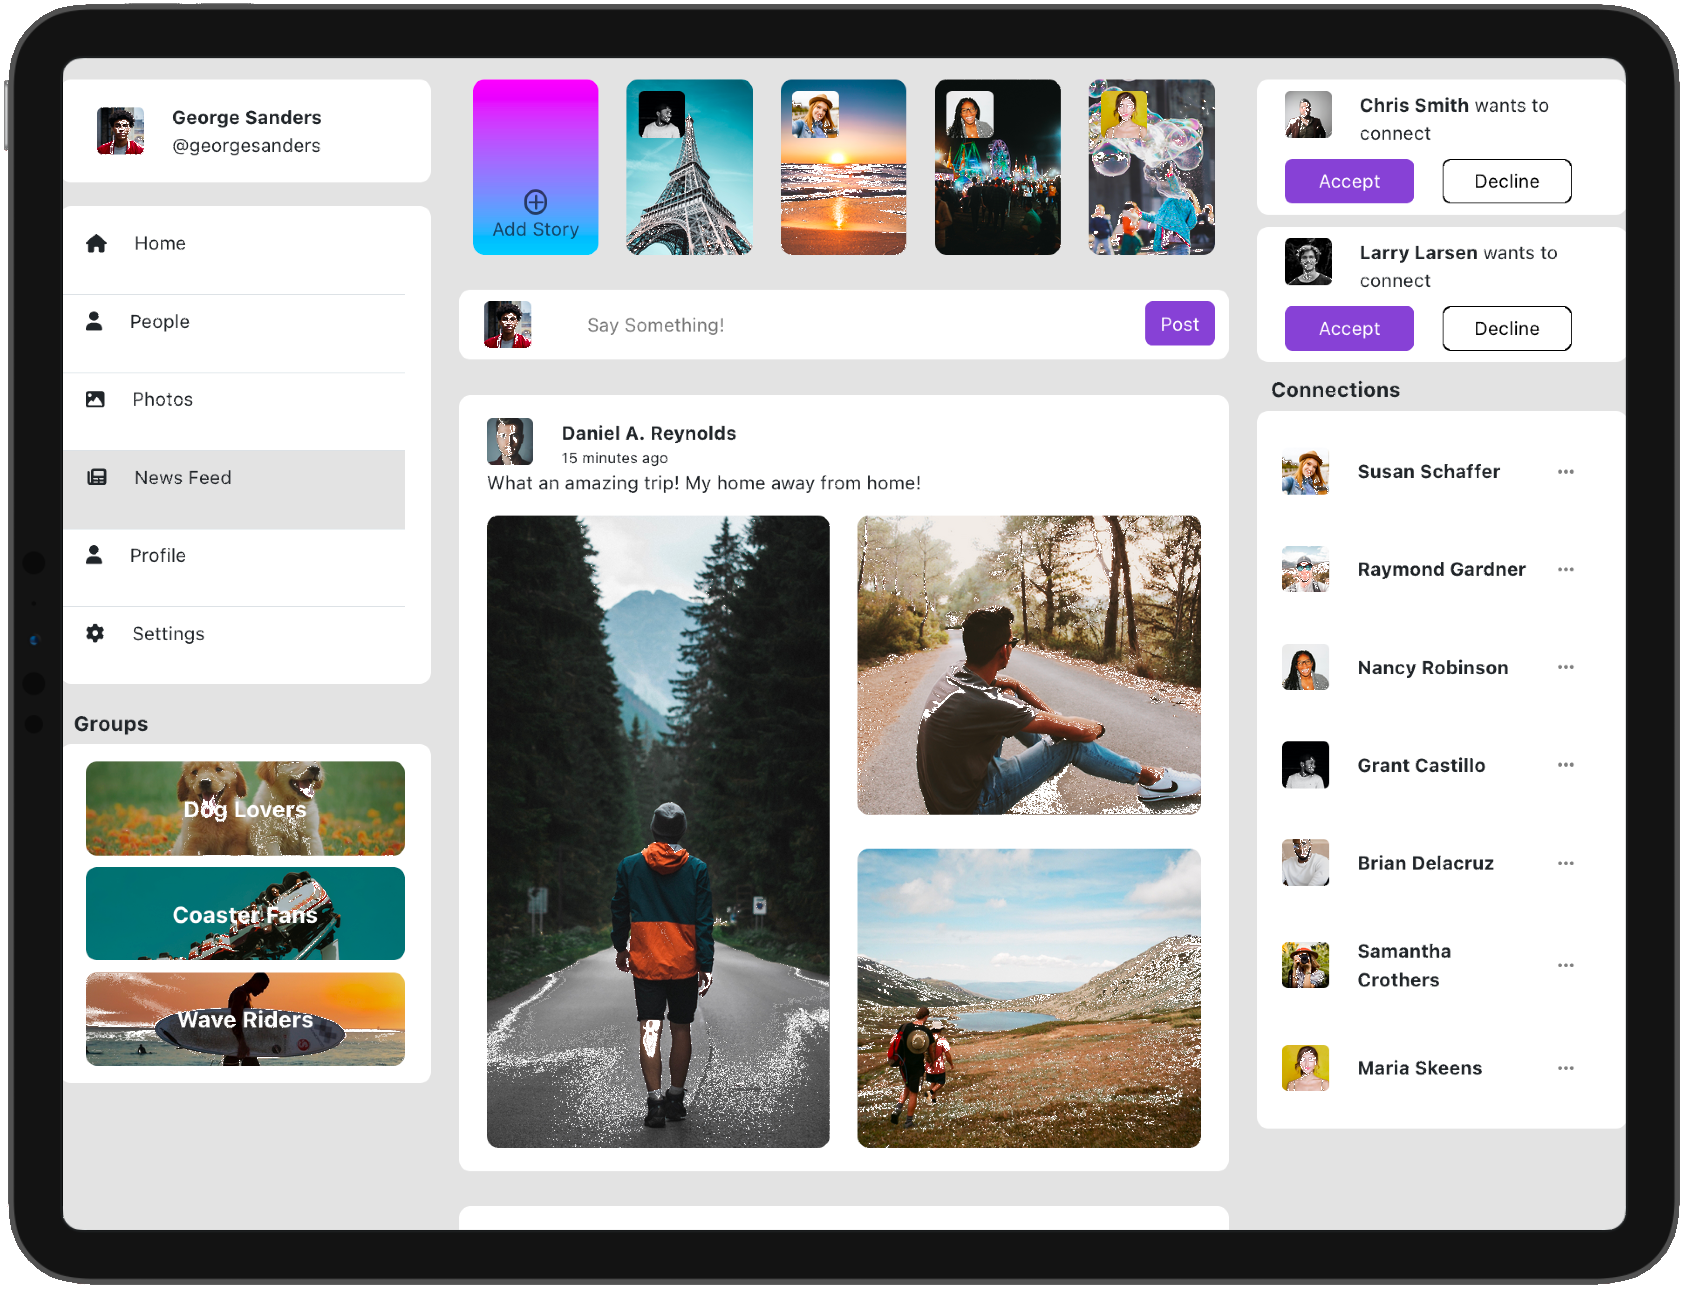 George Sanders
@georgesanders
Home
People
Photos
News Feed
Profile
Settings
Groups
Dog Lovers
Coaster Fans
Wave Riders
Add Story
Say Something!
Post
Daniel A. Reynolds
15 minutes ago
What an amazing trip! My home away from home!
Chris Smith wants to
connect
Accept
Decline
Larry Larsen wants to
connect
Accept
Decline
Connections
Susan Schaffer
Raymond Gardner
Nancy Robinson
Grant Castillo
Brian Delacruz
Samantha
Crothers
Maria Skeens